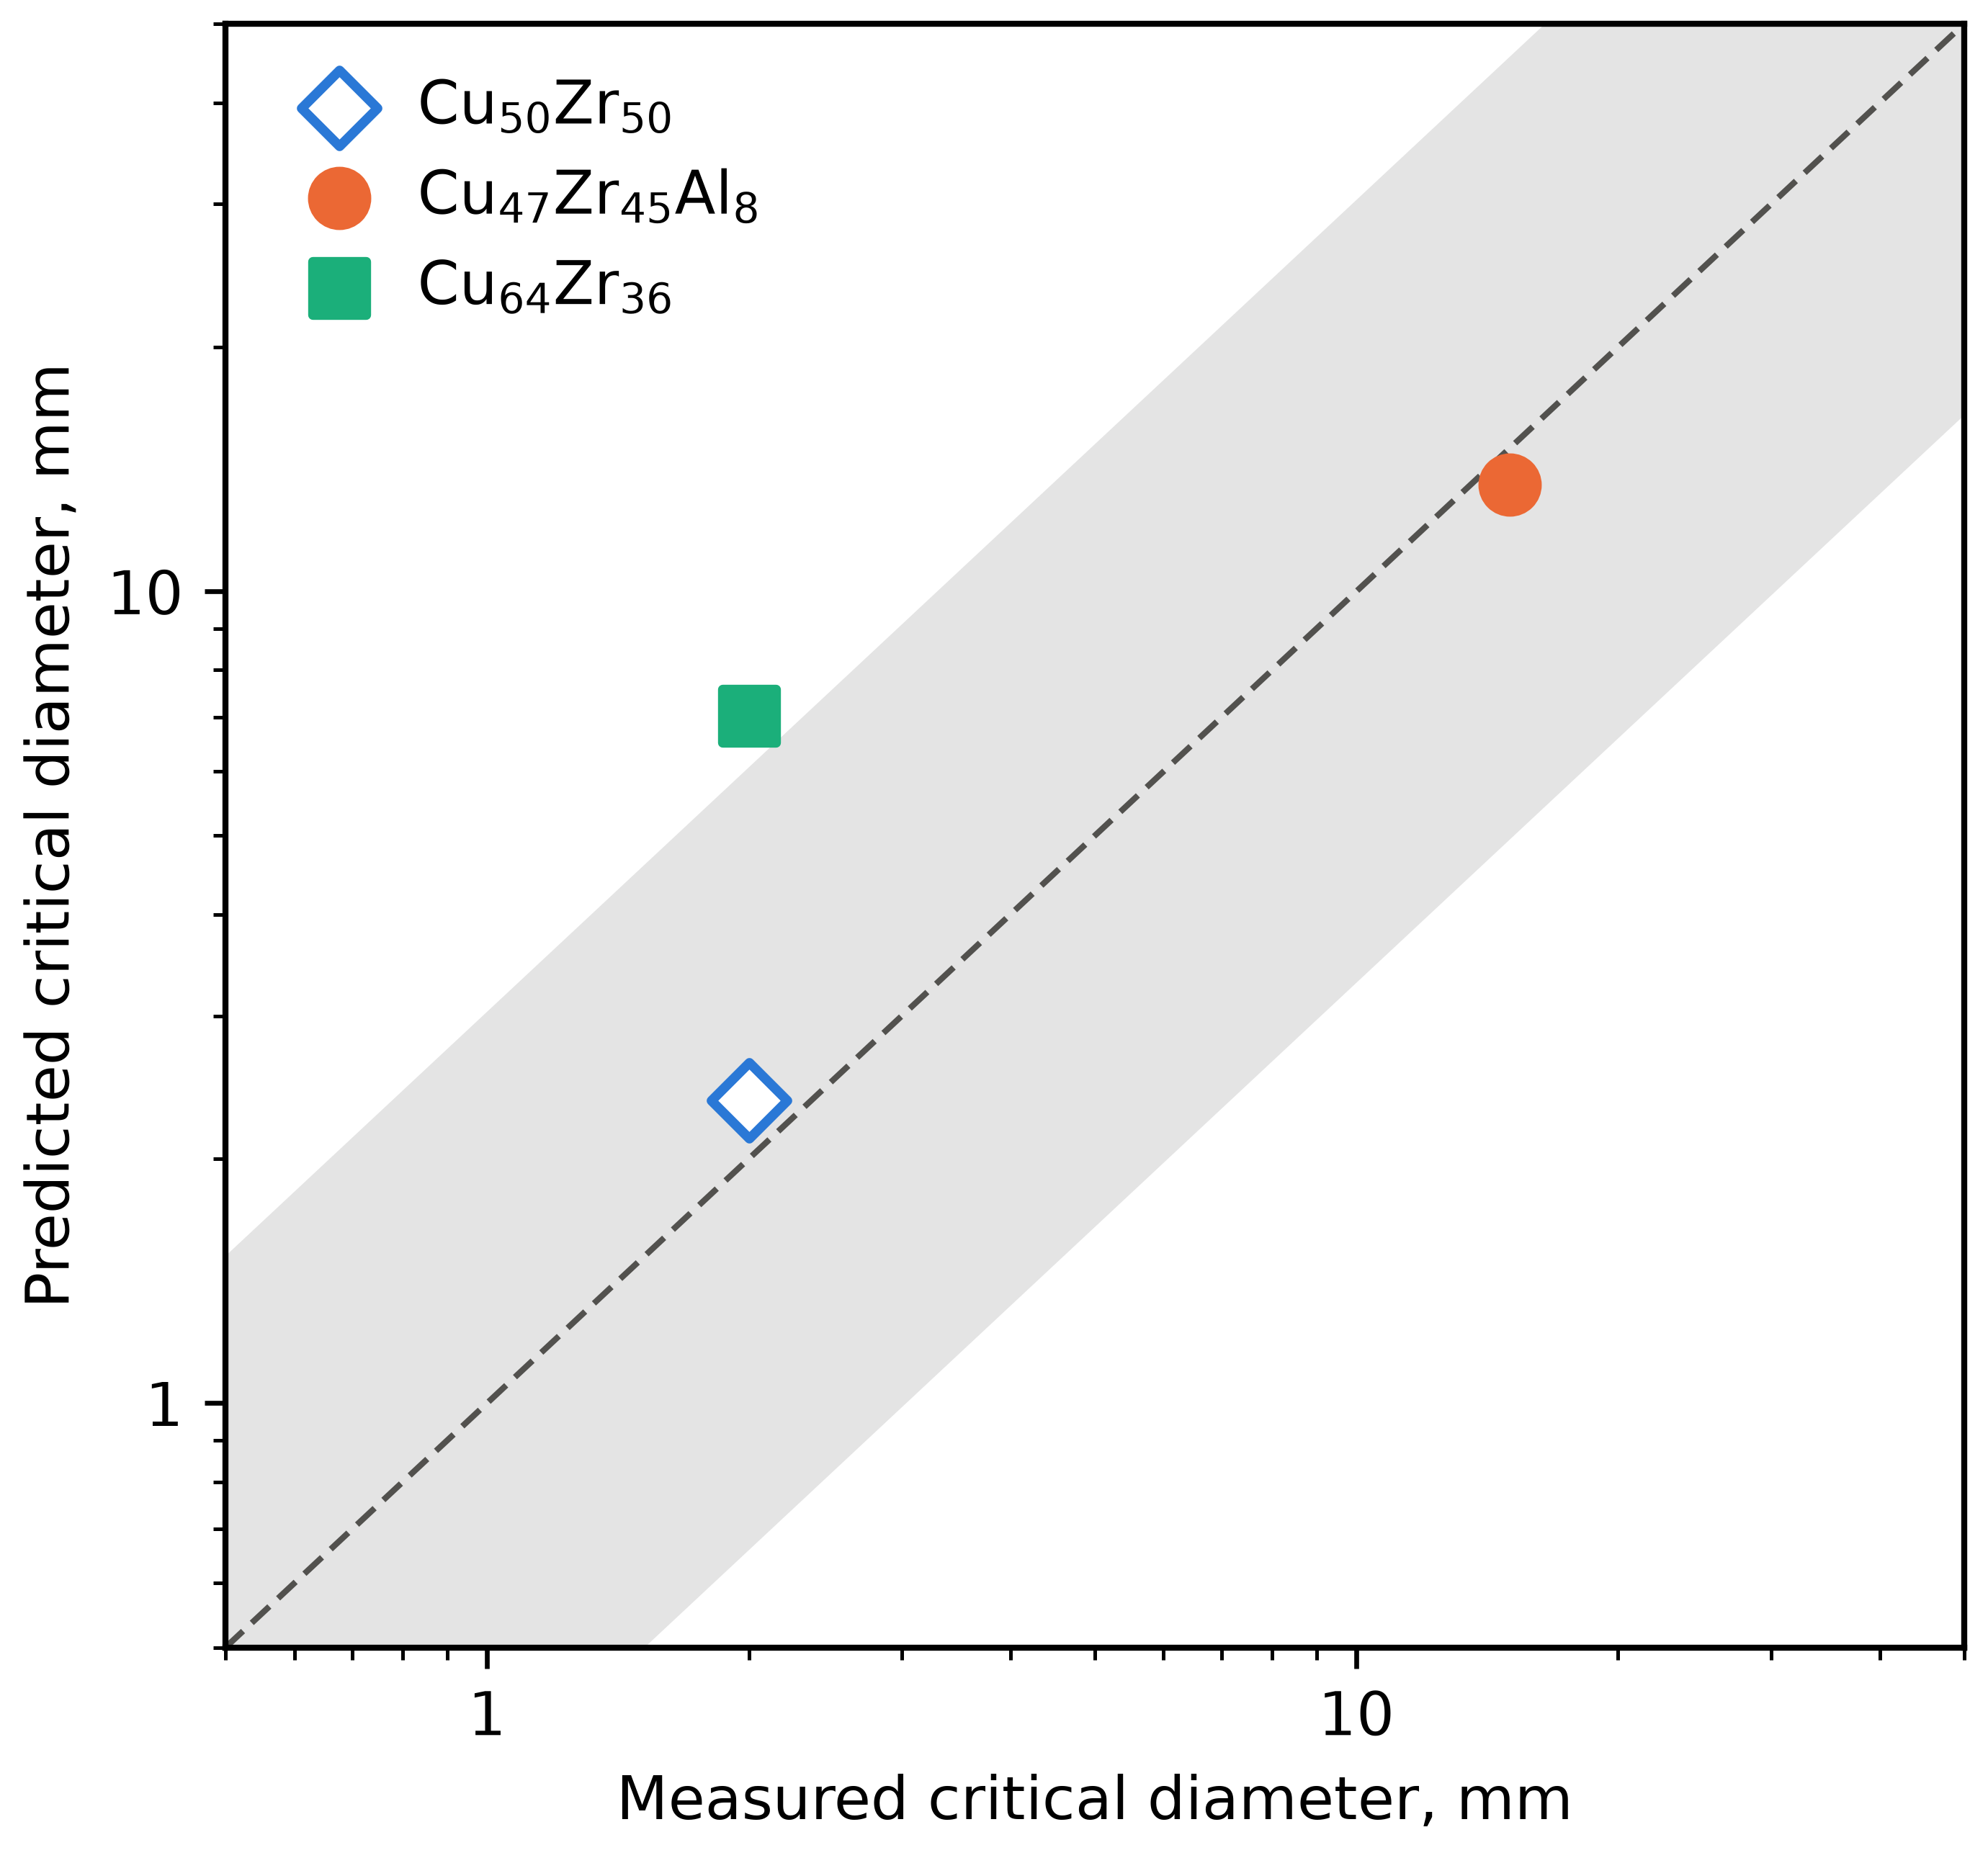 Cu₅₀Zr₅₀
Cu₄₇Zr₄₅Al₈
Cu₆₄Zr₃₆
Predicted critical diameter, mm
10
1
1
10
Measured critical diameter, mm